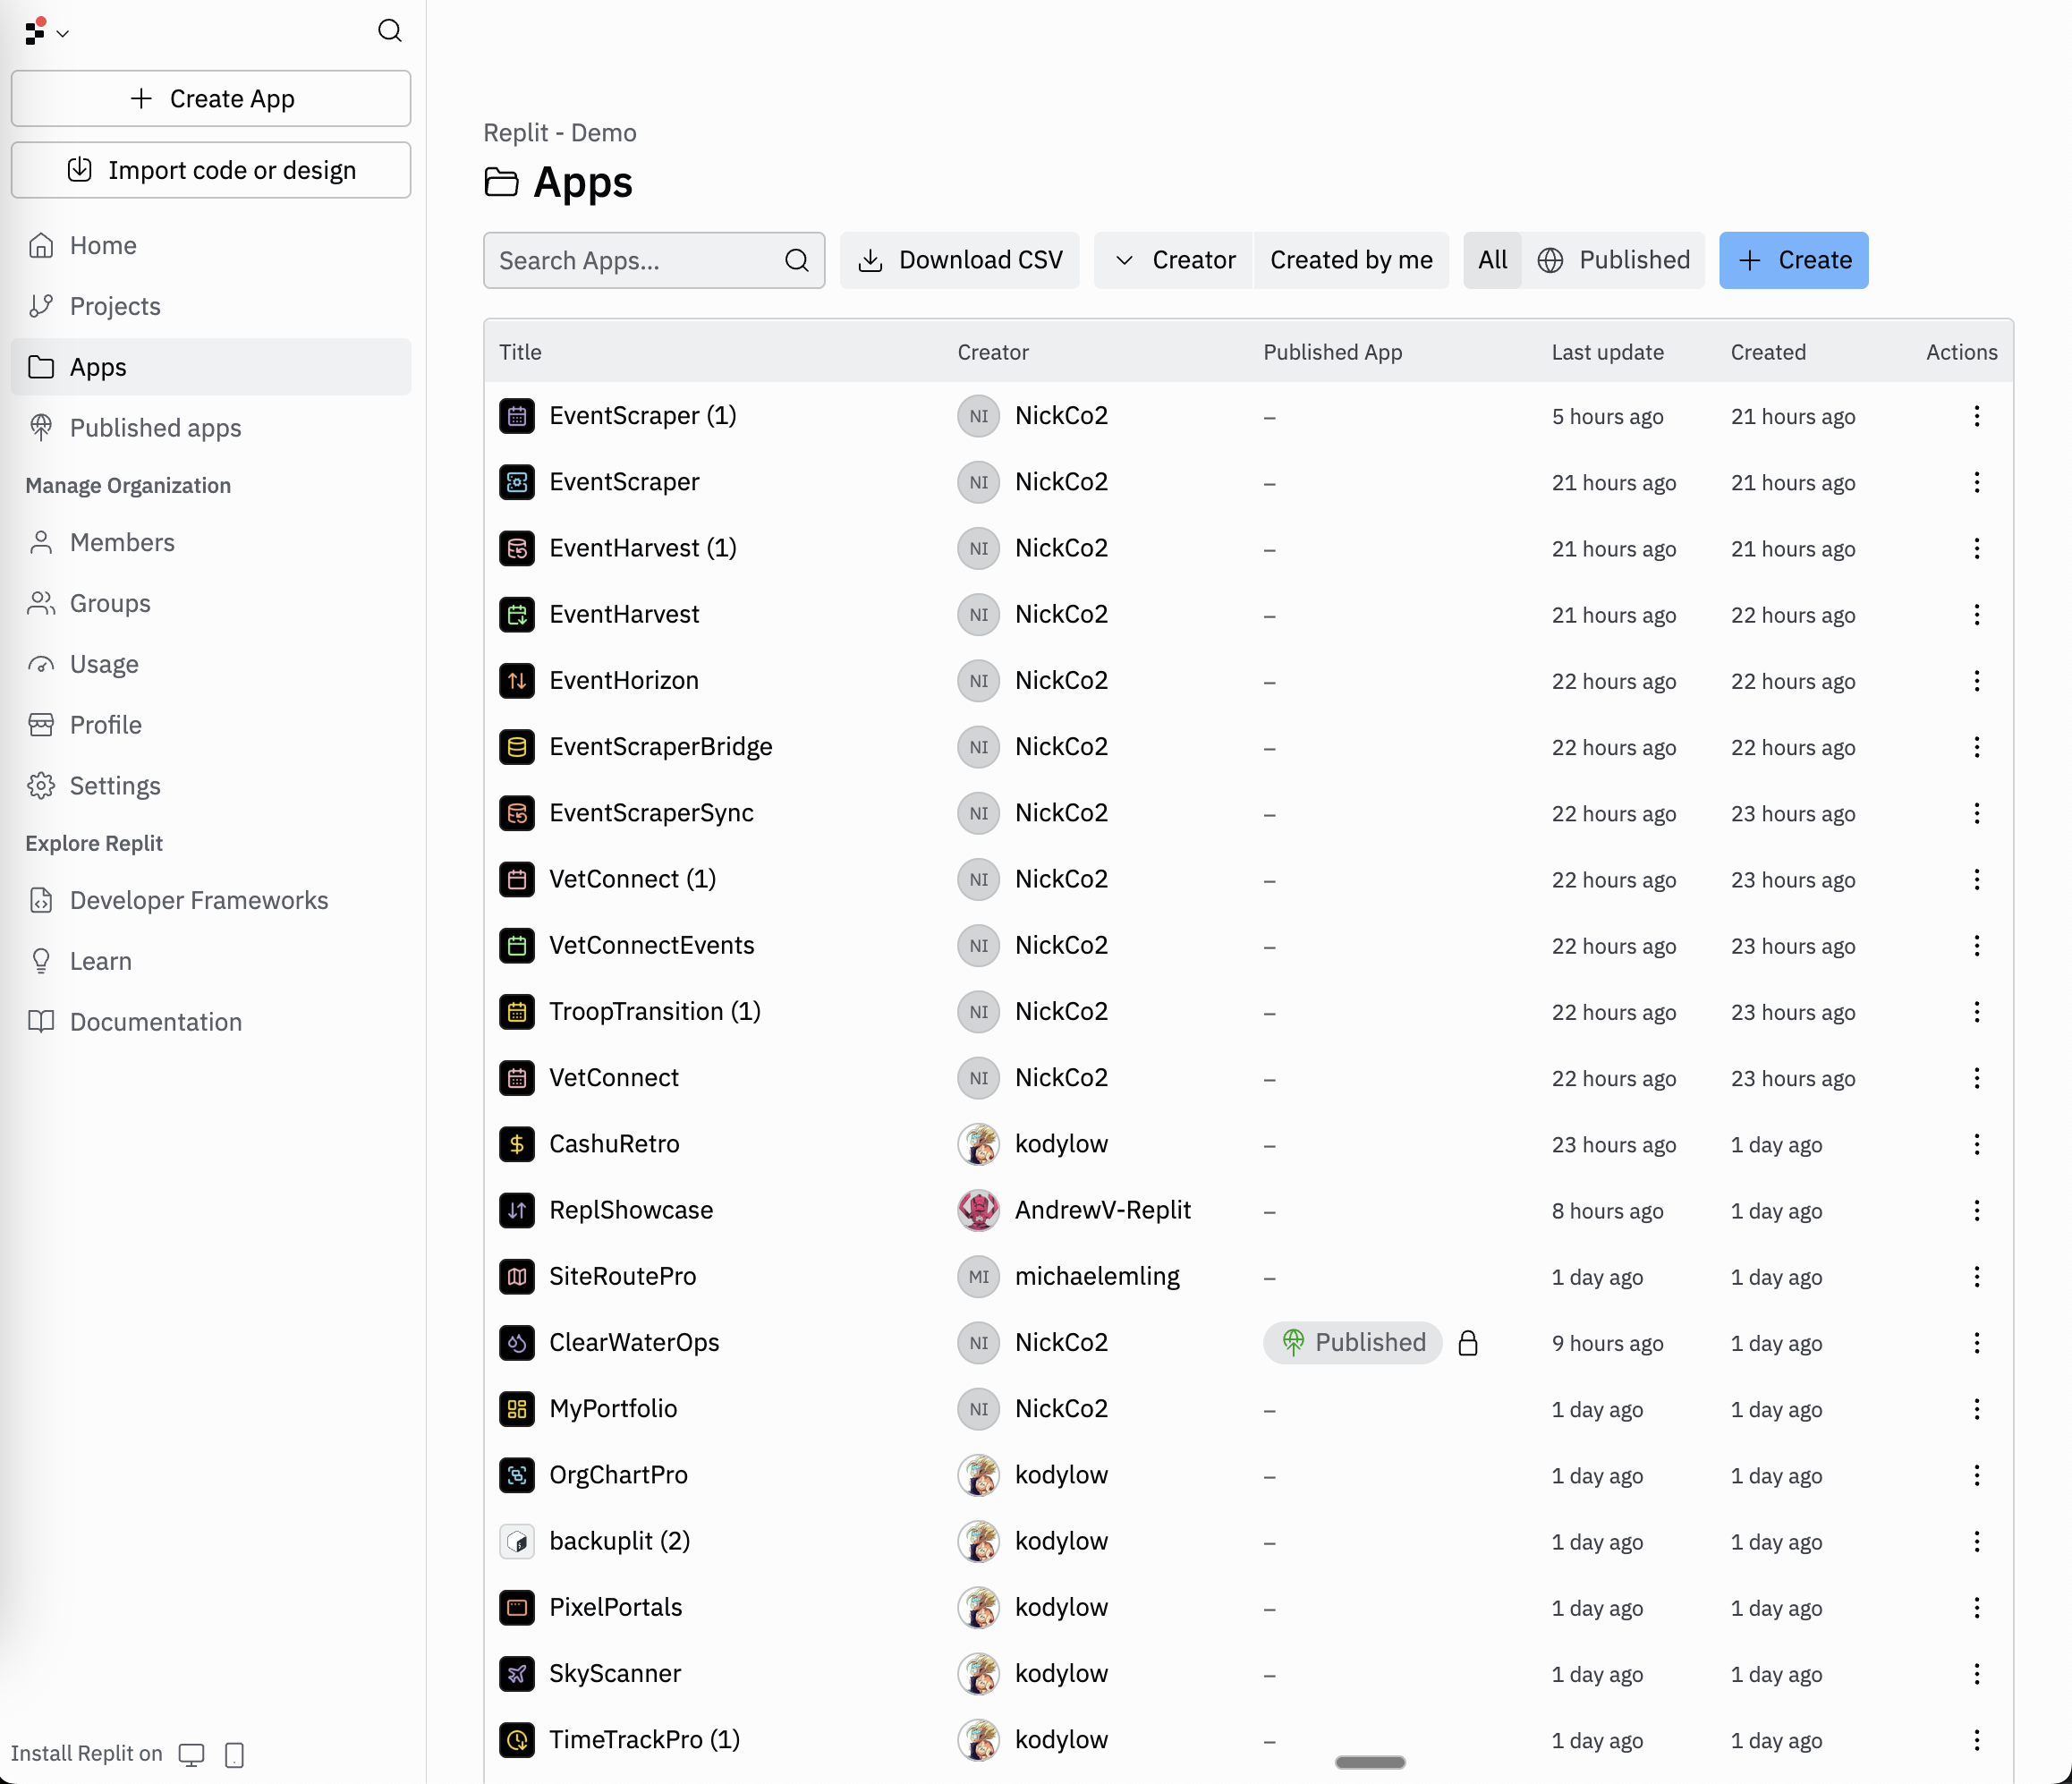 Create App
Import code or design
Home
Projects
Apps
Published apps
Manage Organization
Members
Groups
Usage
Profile
Settings
Explore Replit
Developer Frameworks
Learn
Documentation
Install Replit on
Replit - Demo
Apps
Search Apps... Download CSV Creator Created by me All Published Create
Title Creator Published App Last update Created Actions
EventScraper (1) NI NickCo2 – 5 hours ago 21 hours ago
EventScraper NI NickCo2 – 21 hours ago 21 hours ago
EventHarvest (1) NI NickCo2 – 21 hours ago 21 hours ago
EventHarvest NI NickCo2 – 21 hours ago 22 hours ago
EventHorizon NI NickCo2 – 22 hours ago 22 hours ago
EventScraperBridge NI NickCo2 – 22 hours ago 22 hours ago
EventScraperSync NI NickCo2 – 22 hours ago 23 hours ago
VetConnect (1) NI NickCo2 – 22 hours ago 23 hours ago
VetConnectEvents NI NickCo2 – 22 hours ago 23 hours ago
TroopTransition (1) NI NickCo2 – 22 hours ago 23 hours ago
VetConnect NI NickCo2 – 22 hours ago 23 hours ago
CashuRetro kodylow – 23 hours ago 1 day ago
ReplShowcase AndrewV-Replit – 8 hours ago 1 day ago
SiteRoutePro MI michaelemling – 1 day ago 1 day ago
ClearWaterOps NI NickCo2 Published 9 hours ago 1 day ago
MyPortfolio NI NickCo2 – 1 day ago 1 day ago
OrgChartPro kodylow – 1 day ago 1 day ago
backuplit (2) kodylow – 1 day ago 1 day ago
PixelPortals kodylow – 1 day ago 1 day ago
SkyScanner kodylow – 1 day ago 1 day ago
TimeTrackPro (1) kodylow – 1 day ago 1 day ago